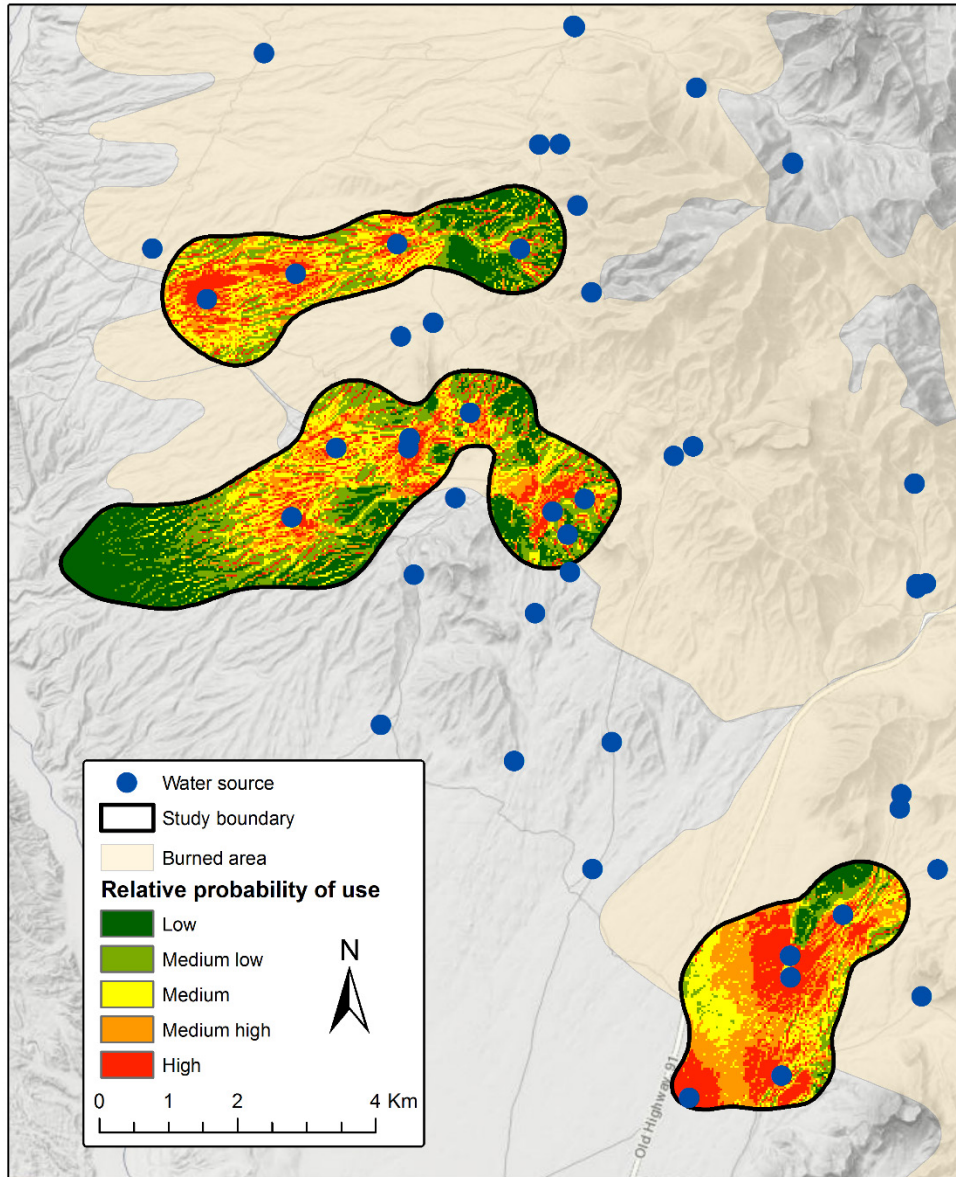 Water source
Study boundary
Burned area
Relative probability of use
Low
Medium low
Medium
Medium high
High
N
0 1 2 4 Km
Old Highway 91